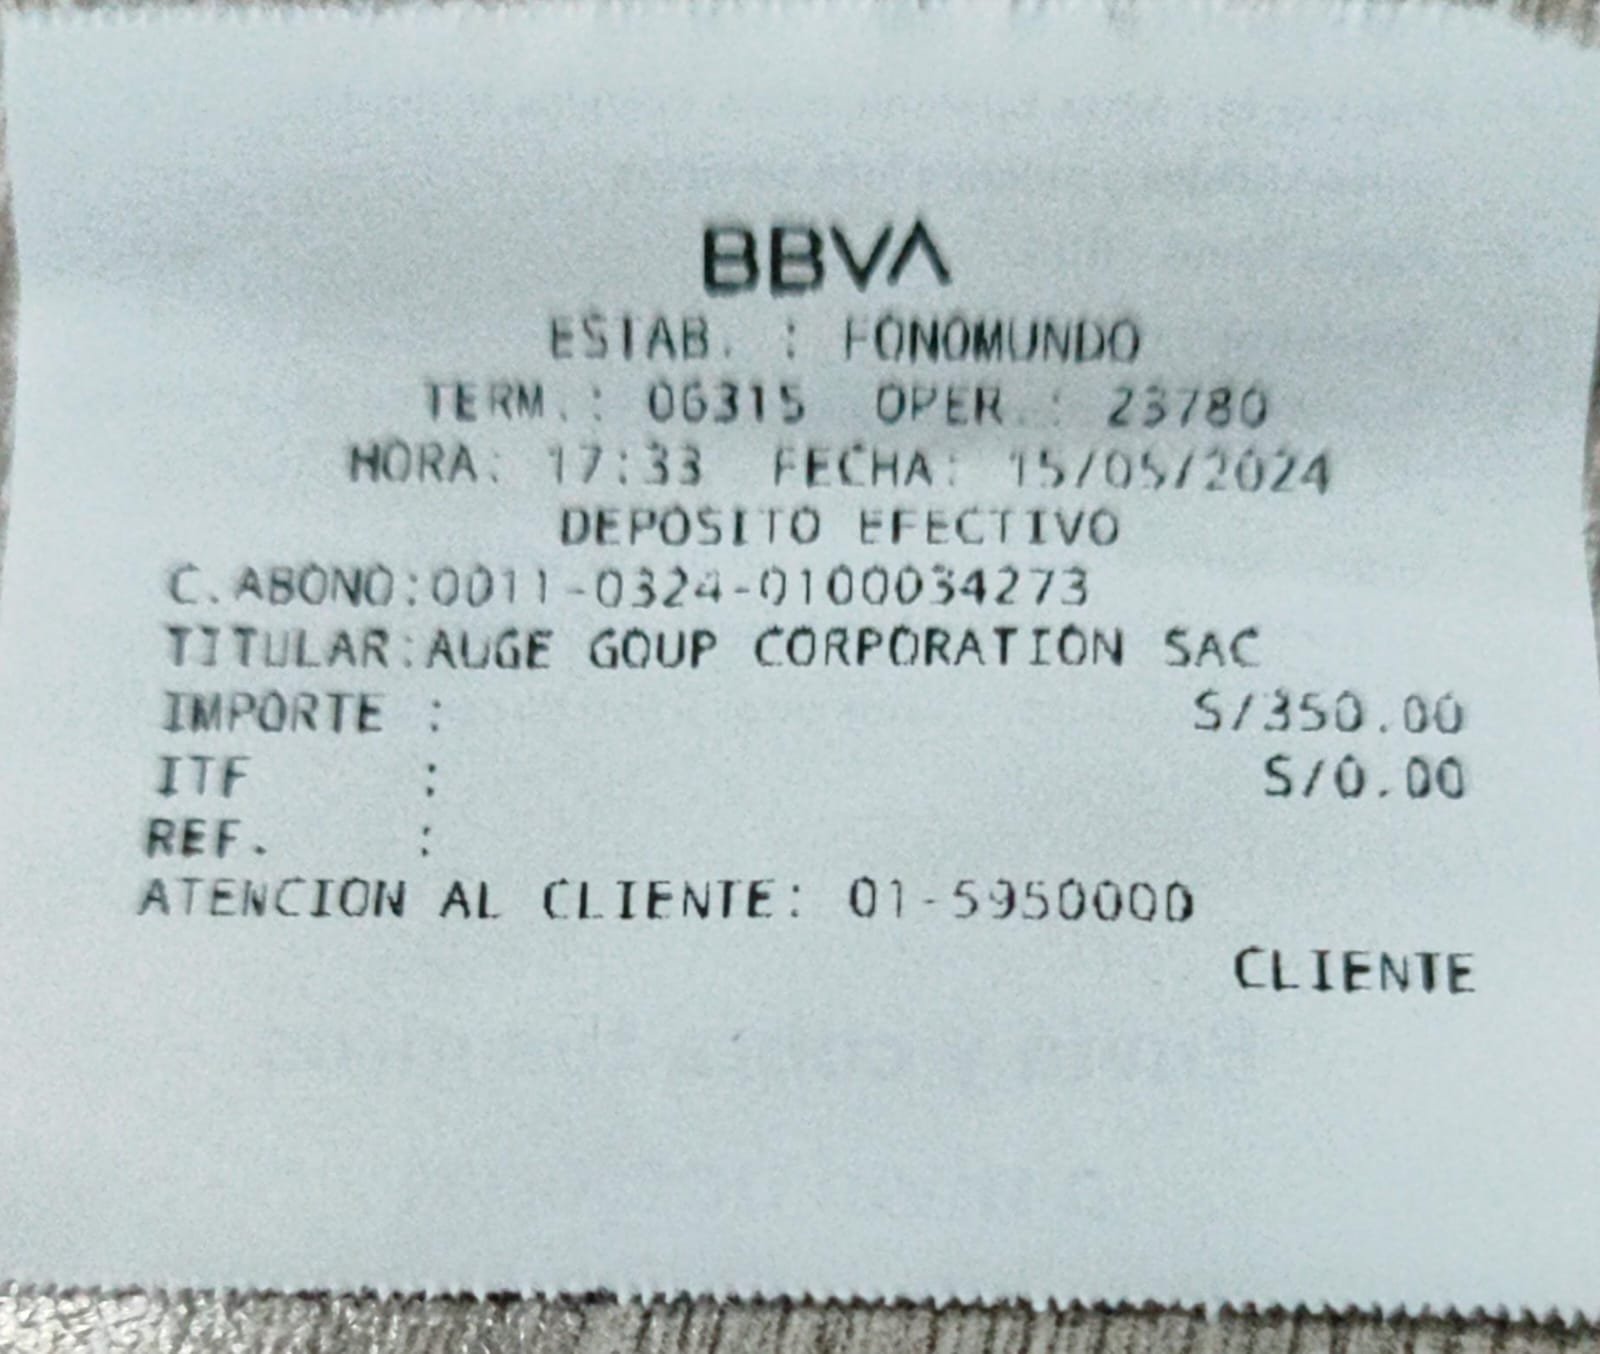 BBVA
ESTAB. : FONOMUNDO
TERM.: 06315 OPER.: 23780
HORA: 17:33 FECHA: 15/05/2024
DEPOSITO EFECTIVO
C.ABONO:0011-0324-0100034273
TITULAR:AUGE GOUP CORPORATION SAC
IMPORTE : S/350.00
ITF : S/0.00
REF. :
ATENCION AL CLIENTE: 01-5950000
CLIENTE